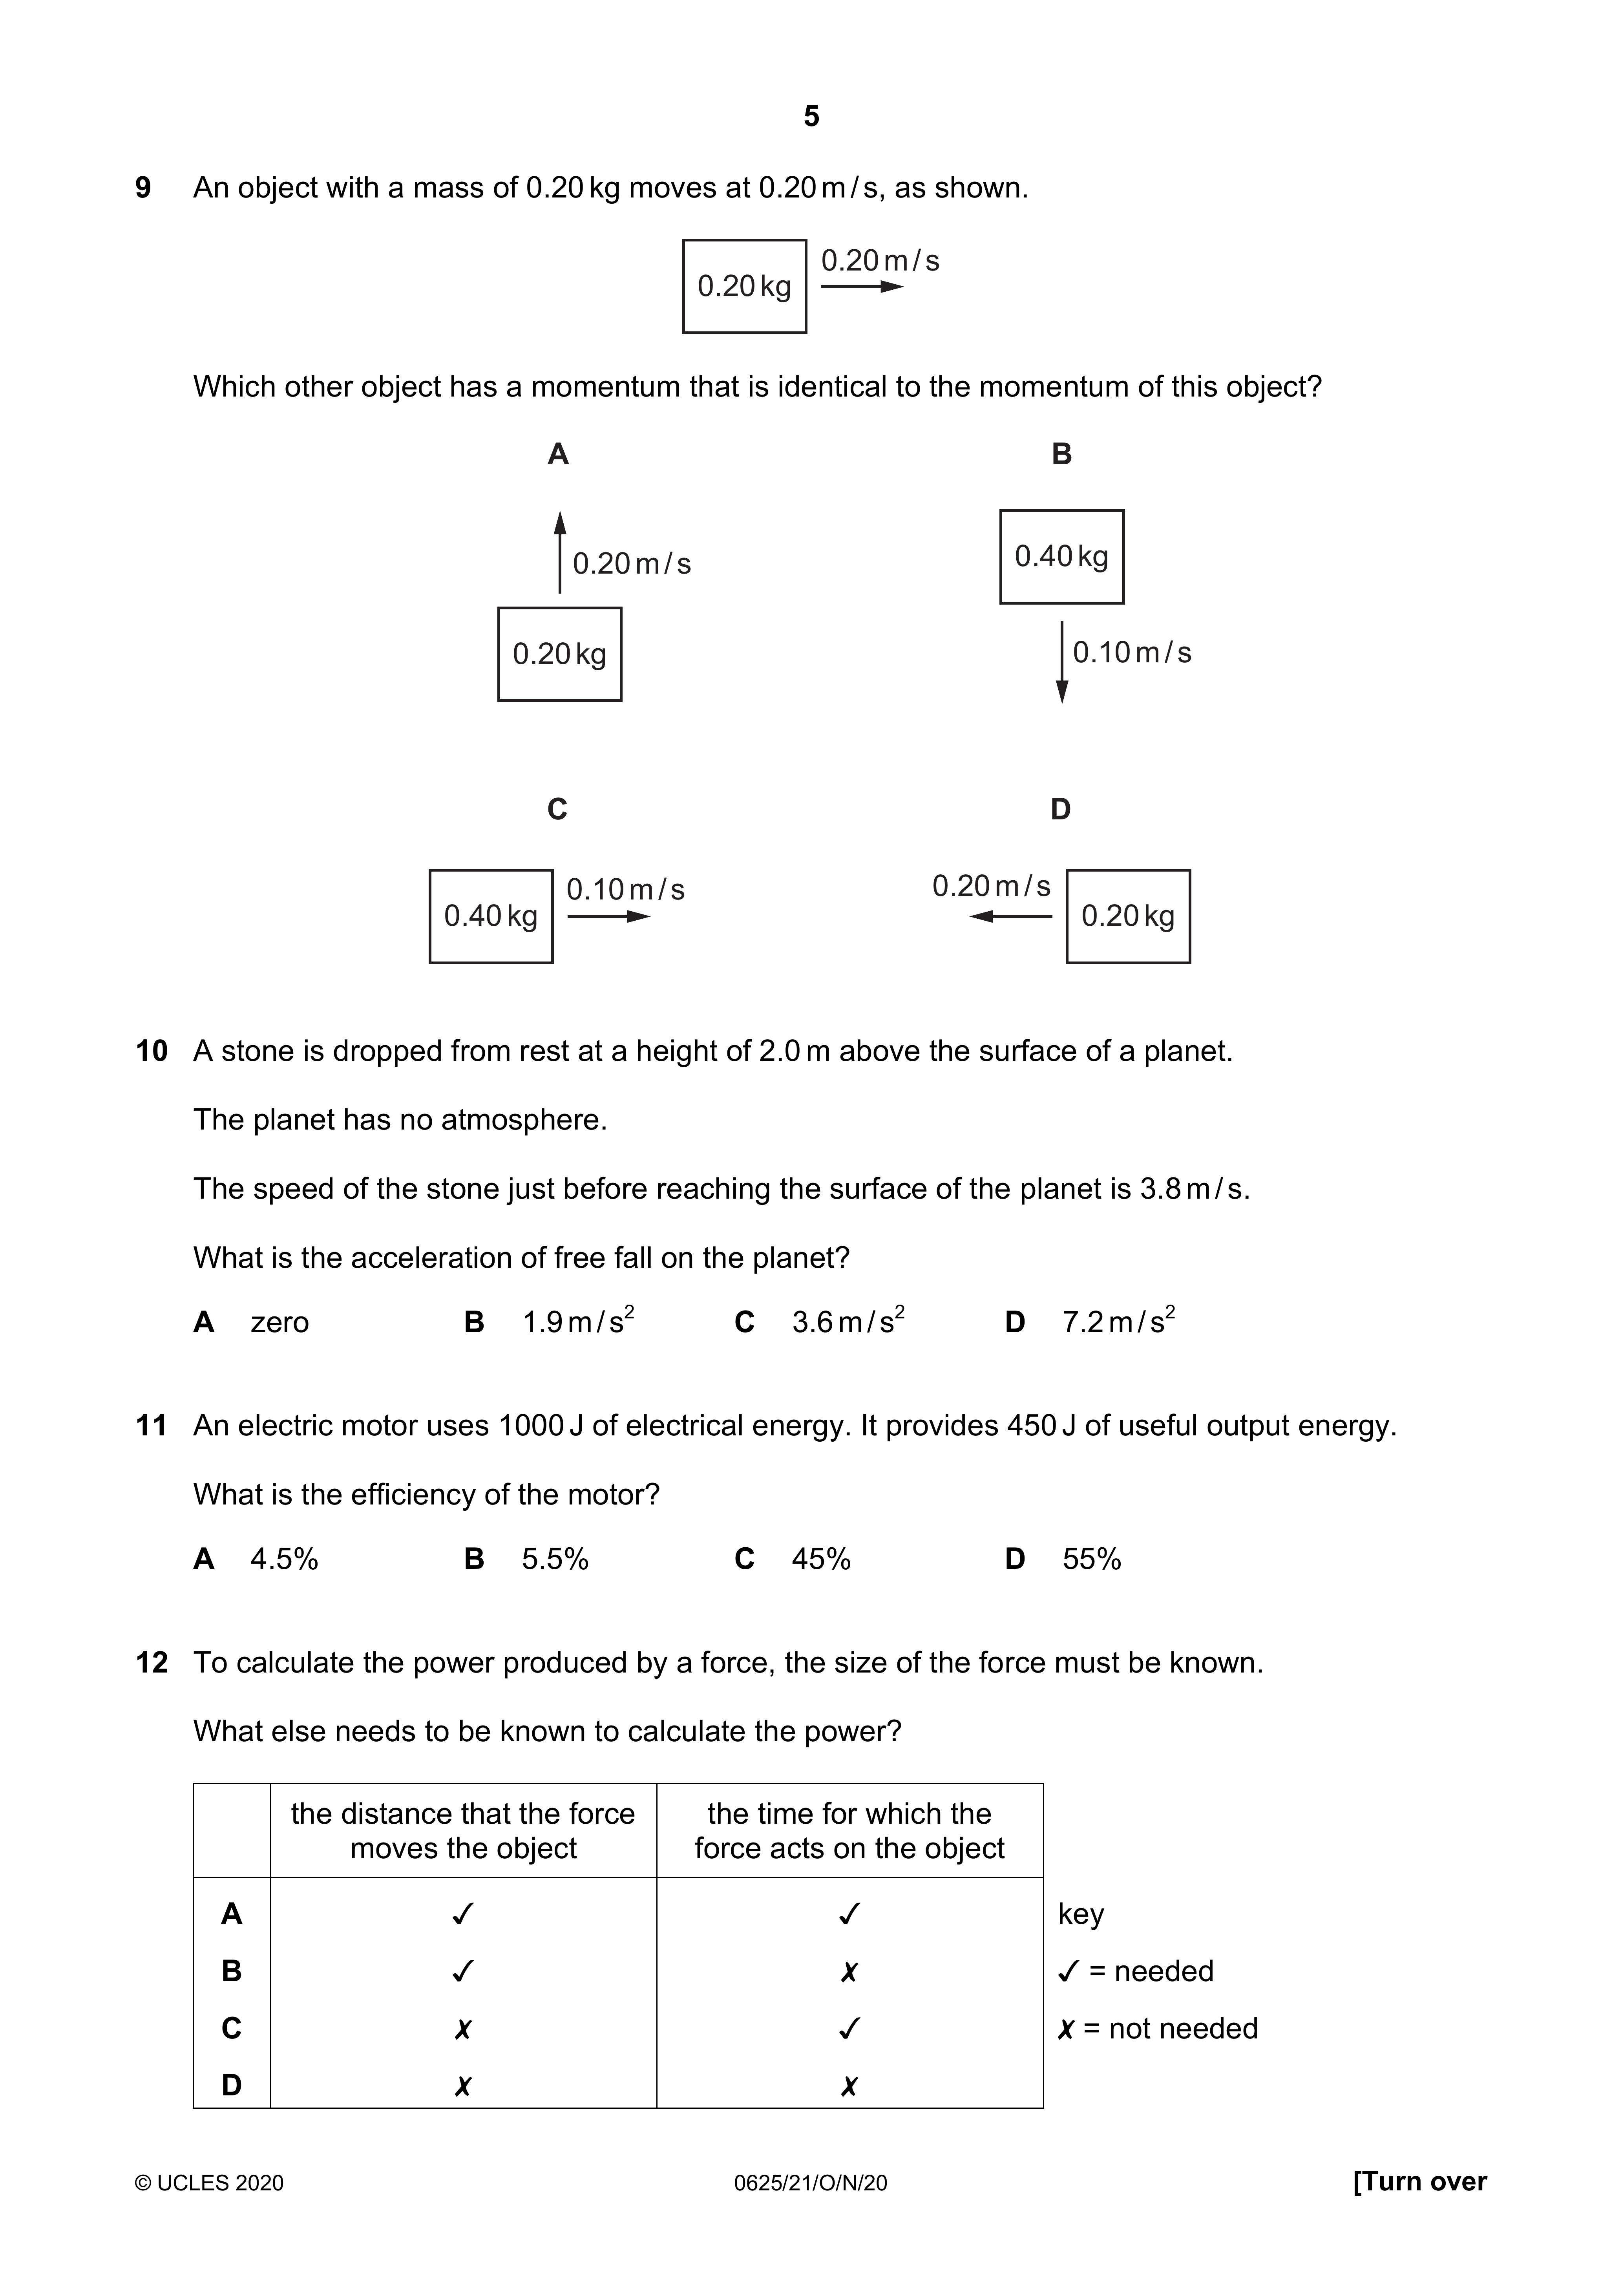 5
9 An object with a mass of 0.20 kg moves at 0.20 m / s, as shown.
0.20 kg
0.20 m / s
Which other object has a momentum that is identical to the momentum of this object?
A
0.20 m / s
0.20 kg
B
0.40 kg
0.10 m / s
C
0.40 kg
0.10 m / s
D
0.20 m / s
0.20 kg
10 A stone is dropped from rest at a height of 2.0 m above the surface of a planet.
The planet has no atmosphere.
The speed of the stone just before reaching the surface of the planet is 3.8 m / s.
What is the acceleration of free fall on the planet?
A zero B 1.9 m / s² C 3.6 m / s² D 7.2 m / s²
11 An electric motor uses 1000 J of electrical energy. It provides 450 J of useful output energy.
What is the efficiency of the motor?
A 4.5% B 5.5% C 45% D 55%
12 To calculate the power produced by a force, the size of the force must be known.
What else needs to be known to calculate the power?
the distance that the force moves the object
the time for which the force acts on the object
A ✓ ✓ key
B ✓ ✗ ✓ = needed
C ✗ ✓ ✗ = not needed
D ✗ ✗
© UCLES 2020 0625/21/O/N/20 [Turn over